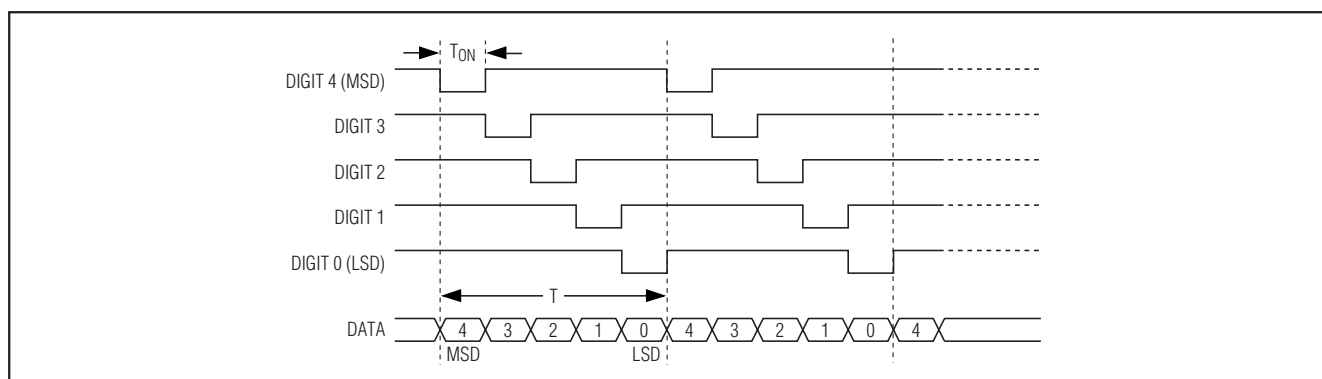 TON
DIGIT 4 (MSD)
DIGIT 3
DIGIT 2
DIGIT 1
DIGIT 0 (LSD)
T
DATA 4 3 2 1 0 4 3 2 1 0 4
MSD LSD